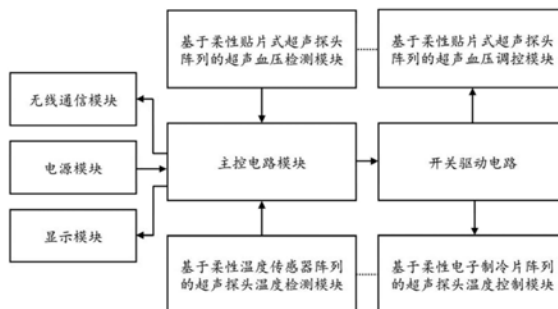 基于柔性贴片式超声探头
阵列的超声血压检测模块
基于柔性贴片式超声探头
阵列的超声血压调控模块
无线通信模块
电源模块
主控电路模块
开关驱动电路
显示模块
基于柔性温度传感器阵列
的超声探头温度检测模块
基于柔性电子制冷片阵列
的超声探头温度控制模块